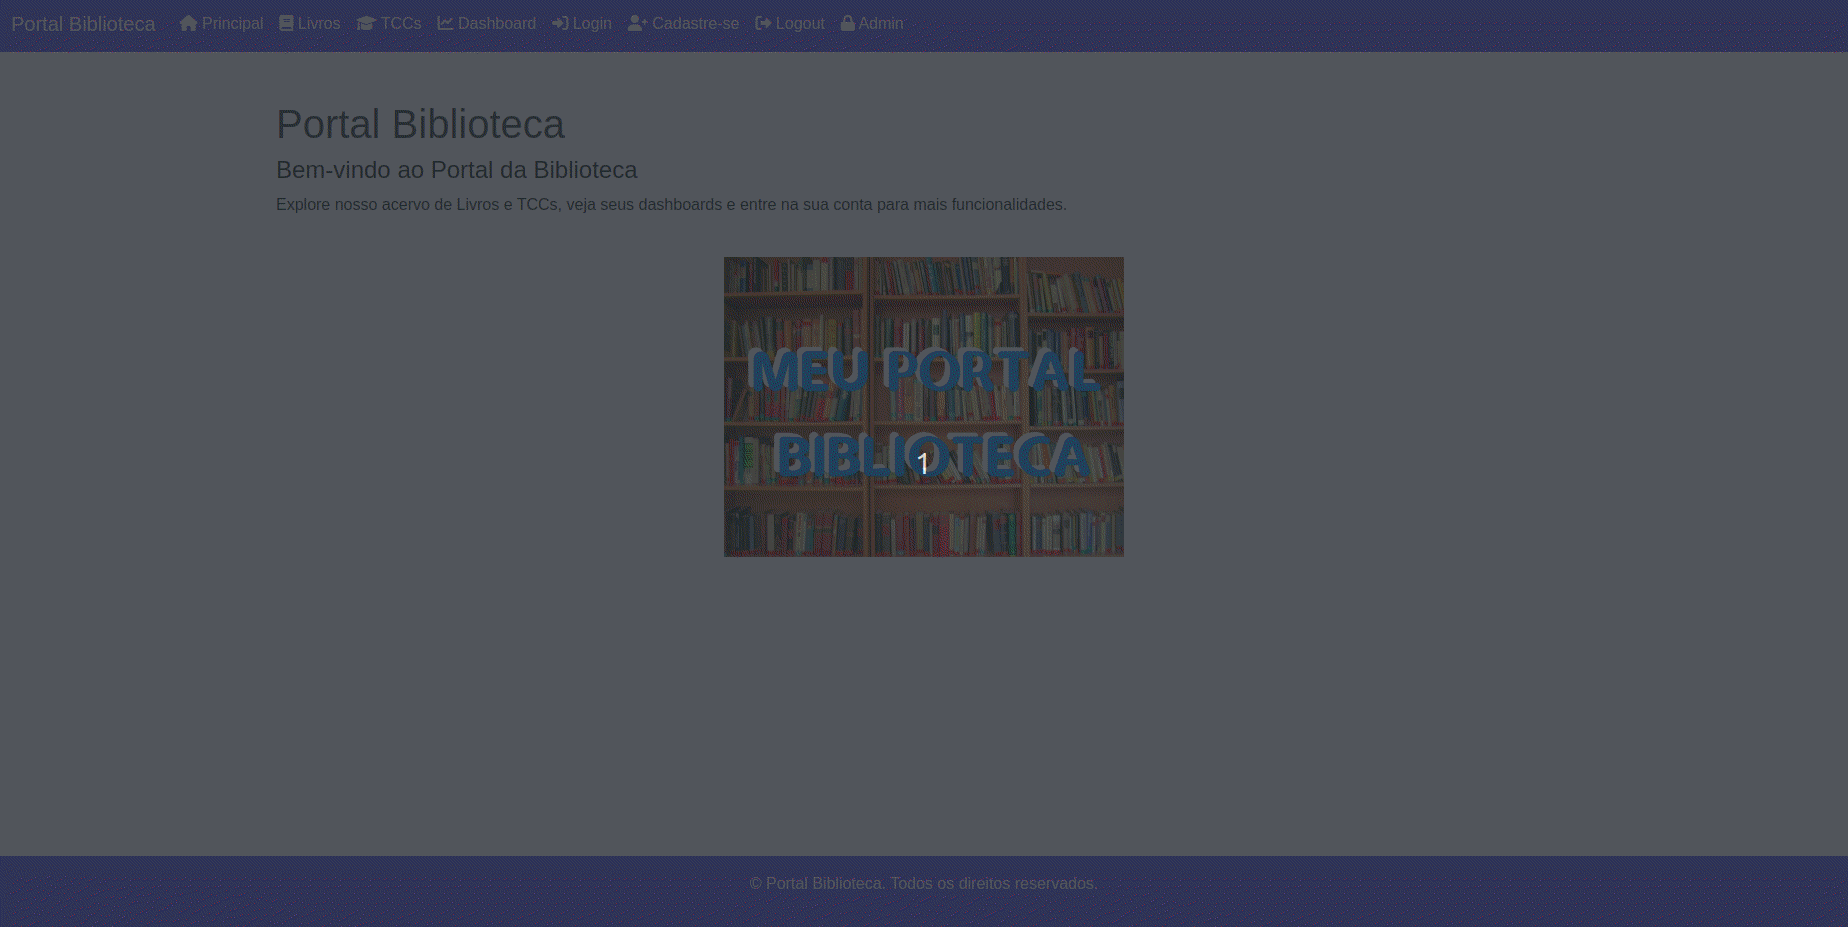 Portal Biblioteca Principal Livros TCCs Dashboard Login Cadastre-se Logout Admin
Portal Biblioteca
Bem-vindo ao Portal da Biblioteca
Explore nosso acervo de Livros e TCCs, veja seus dashboards e entre na sua conta para mais funcionalidades.
MEU PORTAL
BIBLIOTECA
1
© Portal Biblioteca. Todos os direitos reservados.